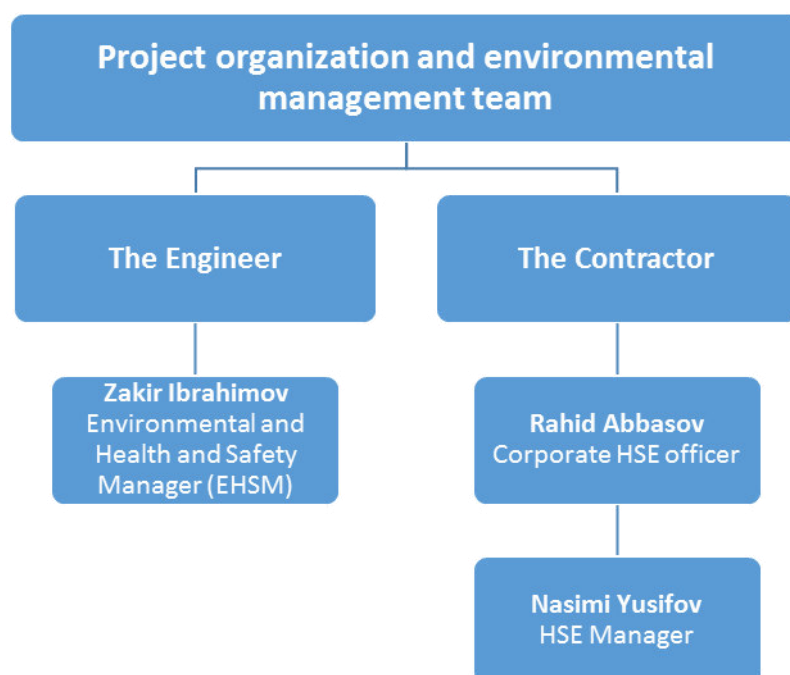 Project organization and environmental
management team
The Engineer
The Contractor
Zakir Ibrahimov
Environmental and
Health and Safety
Manager (EHSM)
Rahid Abbasov
Corporate HSE officer
Nasimi Yusifov
HSE Manager